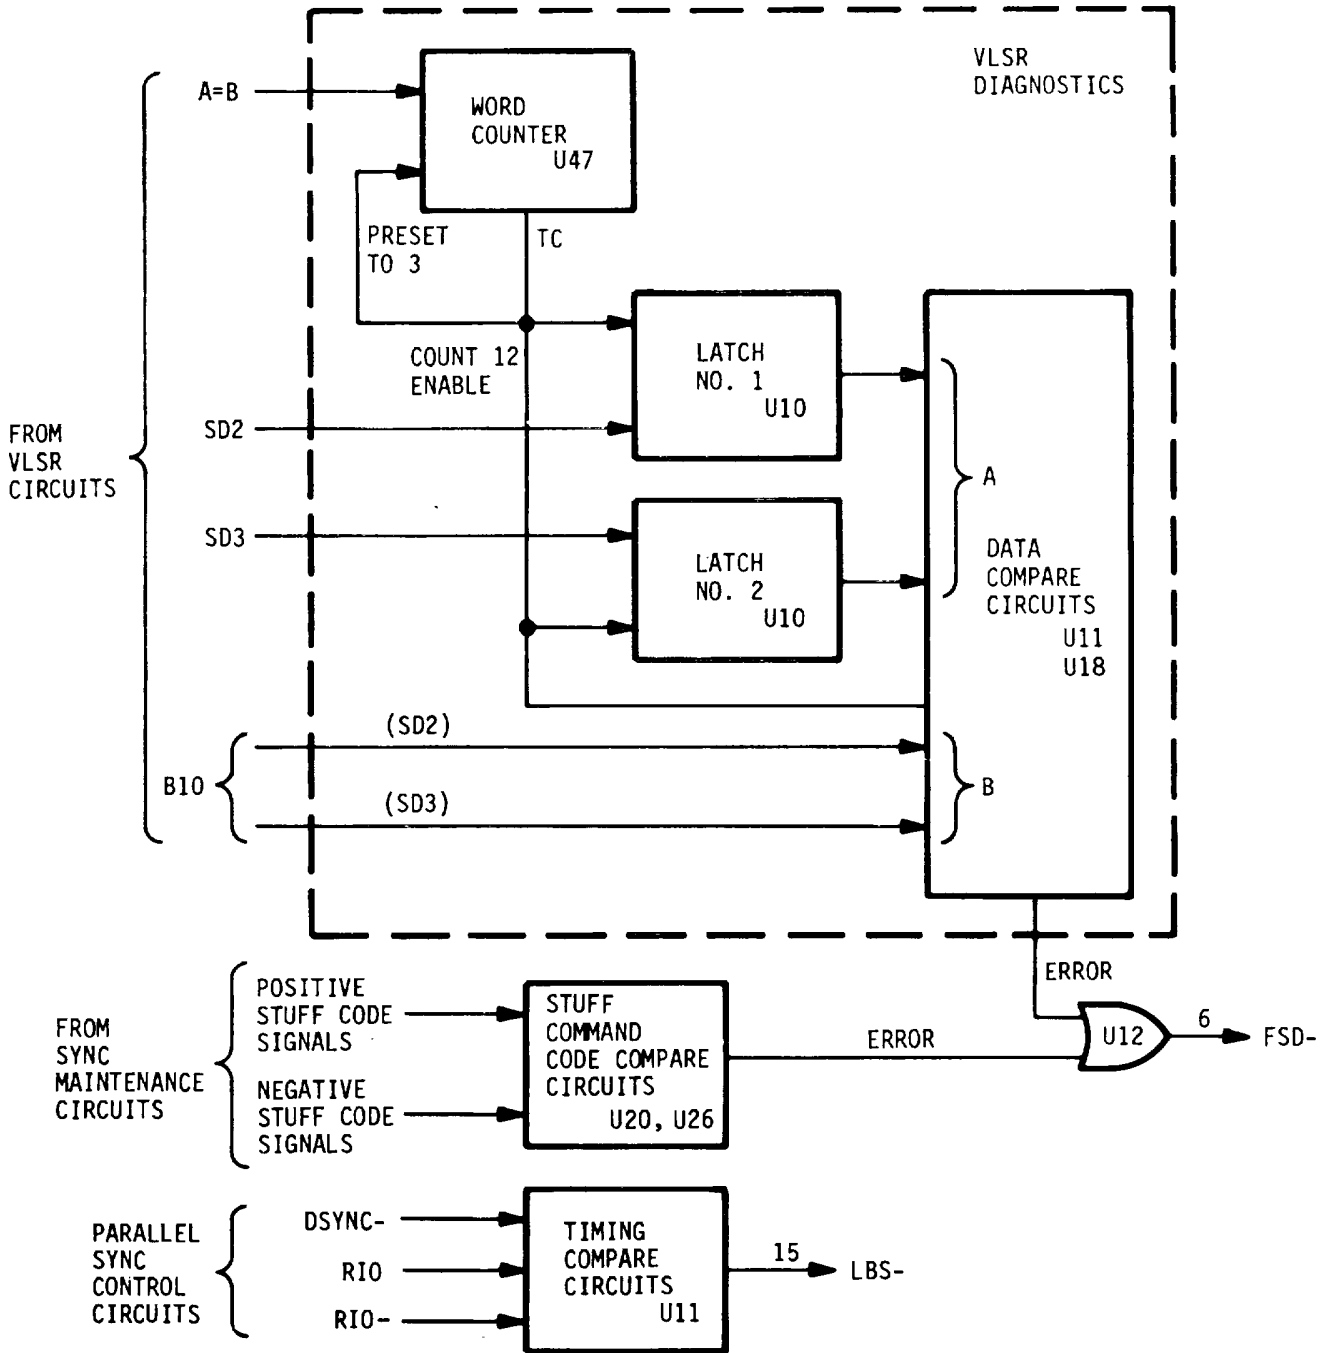 VLSR
DIAGNOSTICS
A=B
WORD
COUNTER
U47
PRESET
TO 3
TC
COUNT 12
ENABLE
LATCH
NO. 1
U10
SD2
FROM
VLSR
CIRCUITS
A
SD3
LATCH
NO. 2
U10
DATA
COMPARE
CIRCUITS
U11
U18
(SD2)
B10
(SD3)
B
ERROR
FROM
SYNC
MAINTENANCE
CIRCUITS
POSITIVE
STUFF CODE
SIGNALS
NEGATIVE
STUFF CODE
SIGNALS
STUFF
COMMAND
CODE COMPARE
CIRCUITS
U20, U26
ERROR
U12
6
FSD-
PARALLEL
SYNC
CONTROL
CIRCUITS
DSYNC-
RIO
RIO-
TIMING
COMPARE
CIRCUITS
U11
15
LBS-